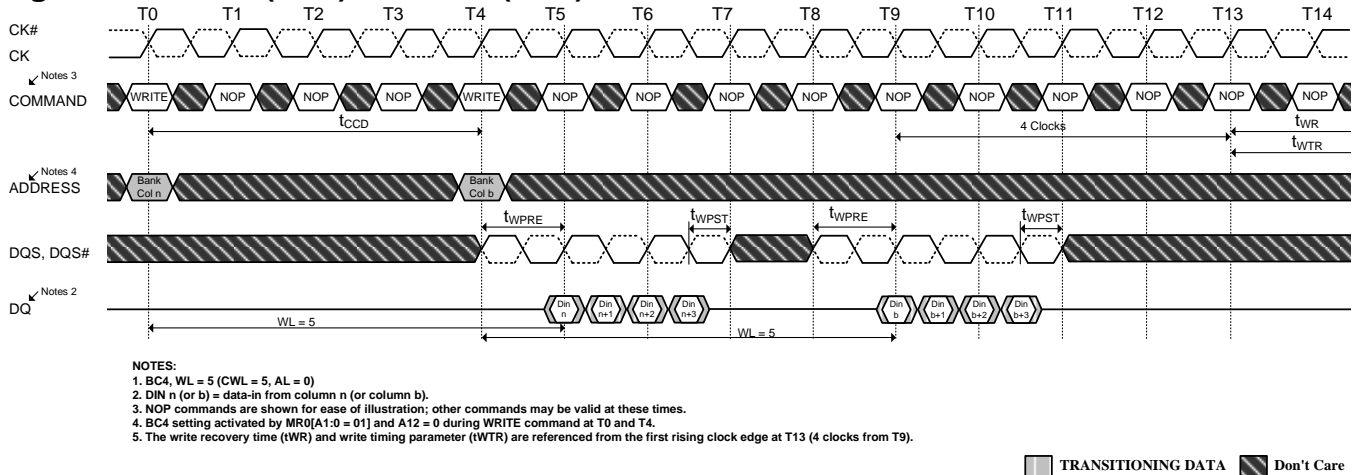 T0 T1 T2 T3 T4 T5 T6 T7 T8 T9 T10 T11 T12 T13 T14
CK#
CK
Notes 3
COMMAND
WRITE NOP NOP NOP WRITE NOP NOP NOP NOP NOP NOP NOP NOP NOP NOP
tCCD
4 Clocks
tWR
tWTR
Notes 4
ADDRESS
Bank
Col n
Bank
Col b
tWPRE tWPST tWPRE tWPST
DQS, DQS#
Notes 2
DQ
Din
n
Din
n+1
Din
n+2
Din
n+3
Din
b
Din
b+1
Din
b+2
Din
b+3
WL = 5
WL = 5
NOTES:
1. BC4, WL = 5 (CWL = 5, AL = 0)
2. DIN n (or b) = data-in from column n (or column b).
3. NOP commands are shown for ease of illustration; other commands may be valid at these times.
4. BC4 setting activated by MR0[A1:0 = 01] and A12 = 0 during WRITE command at T0 and T4.
5. The write recovery time (tWR) and write timing parameter (tWTR) are referenced from the first rising clock edge at T13 (4 clocks from T9).
TRANSITIONING DATA Don't Care